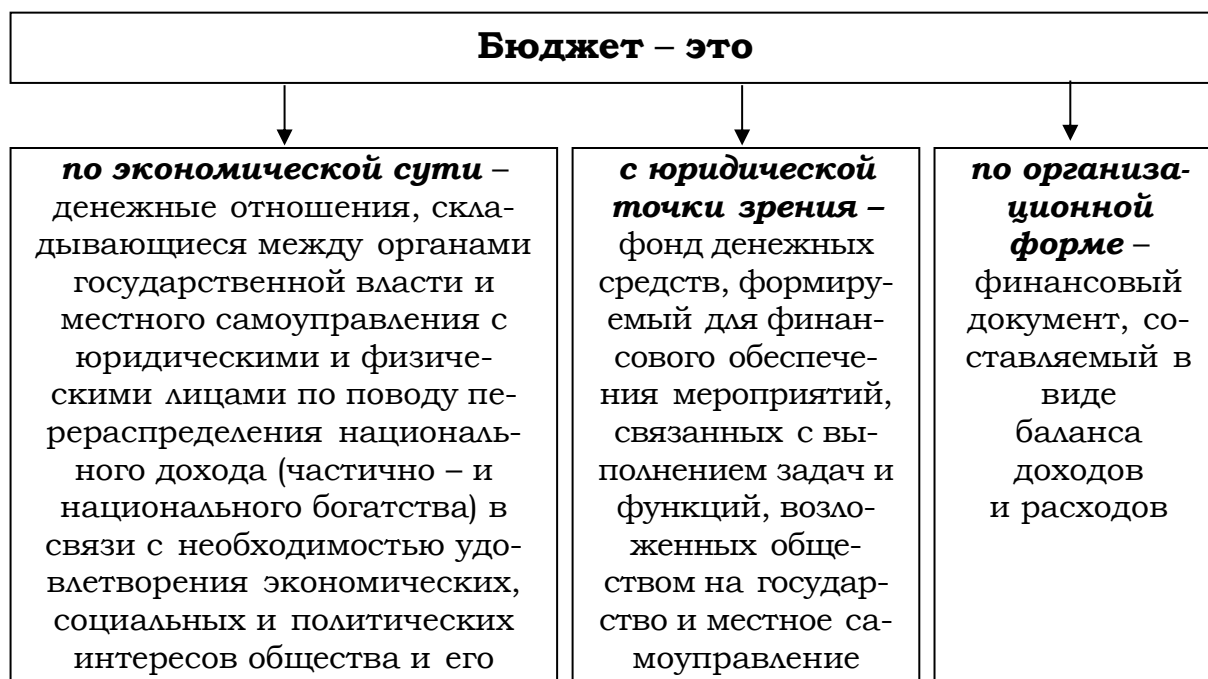 Бюджет – это
по экономической сути –
денежные отношения, скла-
дывающиеся между органами
государственной власти и
местного самоуправления с
юридическими и физиче-
скими лицами по поводу пе-
рераспределения националь-
ного дохода (частично – и
национального богатства) в
связи с необходимостью удо-
влетворения экономических,
социальных и политических
интересов общества и его
с юридической
точки зрения –
фонд денежных
средств, формиру-
емый для финан-
сового обеспече-
ния мероприятий,
связанных с вы-
полнением задач и
функций, возло-
женных обще-
ством на государ-
ство и местное са-
моуправление
по организа-
ционной
форме –
финансовый
документ, со-
ставляемый в
виде
баланса
доходов
и расходов